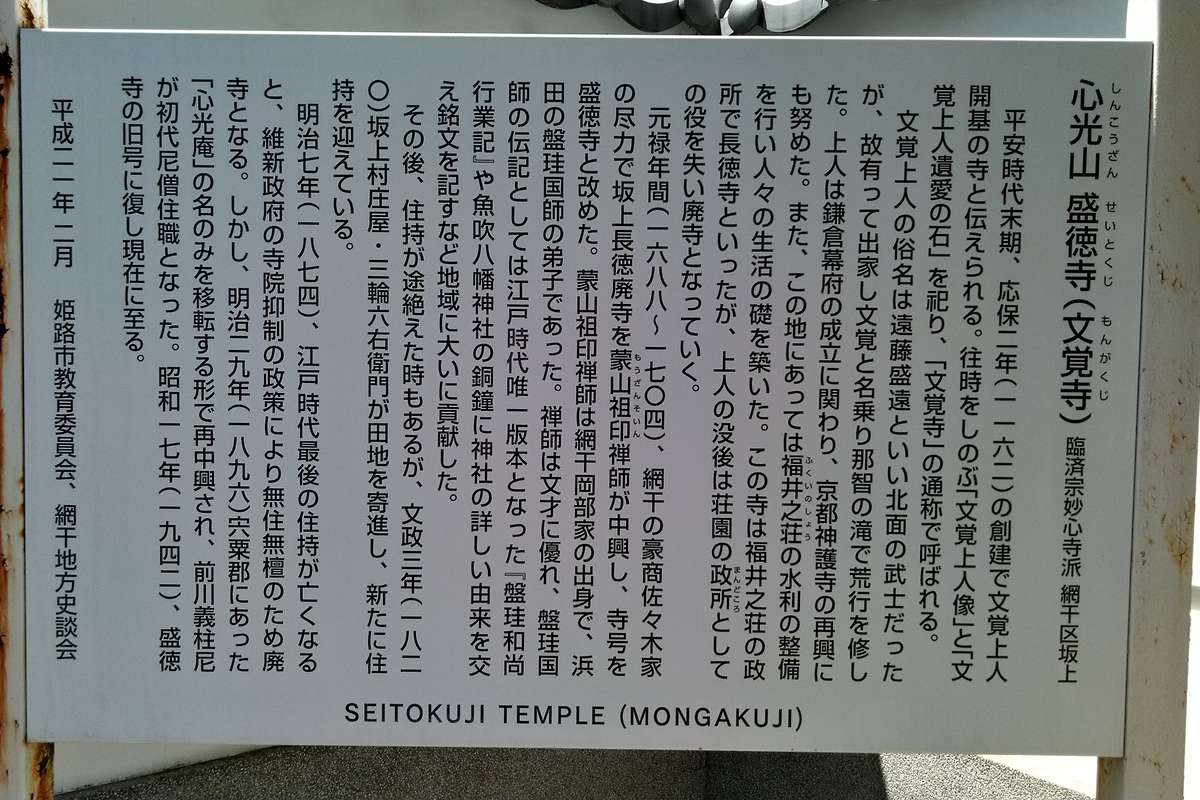 心光山 盛徳寺(文覚寺) 臨済宗妙心寺派 網干区坂上
しんこうざん せいとくじ もんがくじ
平安時代末期、応保二年(一一六二)の創建で文覚上人
開基の寺と伝えられる。往時をしのぶ「文覚上人像」と「文
覚上人遺愛の石」を祀り、「文覚寺」の通称で呼ばれる。
文覚上人の俗名は遠藤盛遠といい北面の武士だった
が、故有って出家し文覚と名乗り那智の滝で荒行を修し
た。上人は鎌倉幕府の成立に関わり、京都神護寺の再興に
も努めた。また、この地にあっては福井之荘の水利の整備
ふくいのしょう
を行い人々の生活の礎を築いた。この寺は福井之荘の政
所で長徳寺といったが、上人の没後は荘園の政所として
まんどころ
の役を失い廃寺となっていく。
元禄年間(一六八八〜一七〇四)、網干の豪商佐々木家
の尽力で坂上長徳廃寺を蒙山祖印禅師が中興し、寺号を
もうざんそいん
盛徳寺と改めた。蒙山祖印禅師は網干岡部家の出身で、浜
田の盤珪国師の弟子であった。禅師は文才に優れ、盤珪国
師の伝記としては江戸時代唯一版本となった『盤珪和尚
行業記』や魚吹八幡神社の銅鐘に神社の詳しい由来を交
え銘文を記すなど地域に大いに貢献した。
その後、住持が途絶えた時もあるが、文政三年(一八二
〇)坂上村庄屋・三輪六右衛門が田地を寄進し、新たに住
持を迎えている。
明治七年(一八七四)、江戸時代最後の住持が亡くなる
と、維新政府の寺院抑制の政策により無住無檀のため廃
寺となる。しかし、明治二九年(一八九六)宍粟郡にあった
「心光庵」の名のみを移転する形で再中興され、前川義柱尼
が初代尼僧住職となった。昭和一七年(一九四二)、盛徳
寺の旧号に復し現在に至る。
平成二一年二月 姫路市教育委員会、網干地方史談会
SEITOKUJI TEMPLE (MONGAKUJI)